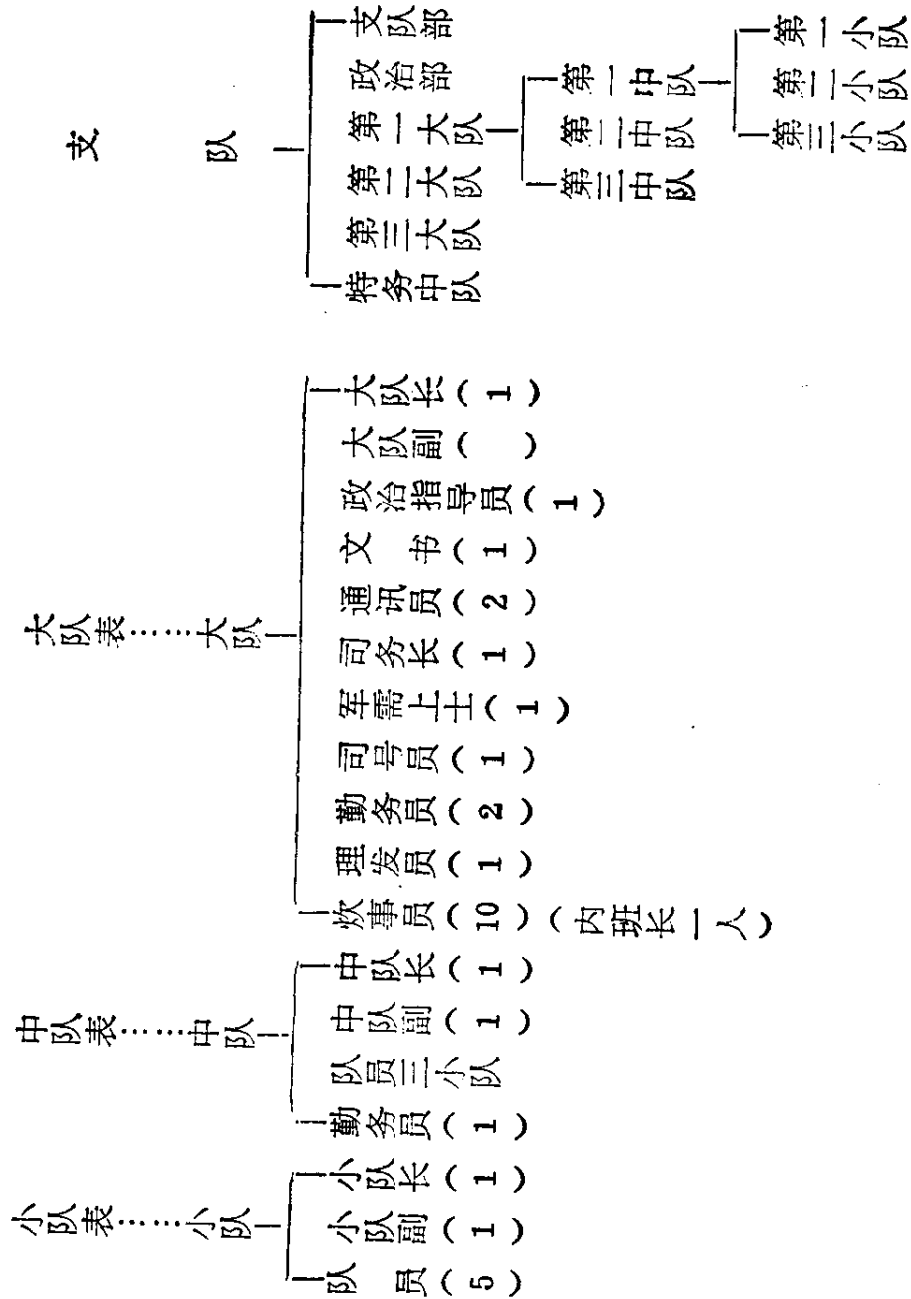 支队
支队部
政治部
第一大队
第二大队
第三大队
特务中队
第一中队
第二中队
第三中队
第一小队
第二小队
第三小队
大队表……大队
大队长(1)
大队副( )
政治指导员(1)
文书(1)
通讯员(2)
司务长(1)
军需上士(1)
司号员(1)
勤务员(2)
理发员(1)
炊事员(10)(内班长一人)
中队表……中队
中队长(1)
中队副(1)
队员三小队
勤务员(1)
小队表……小队
小队长(1)
小队副(1)
队员(5)